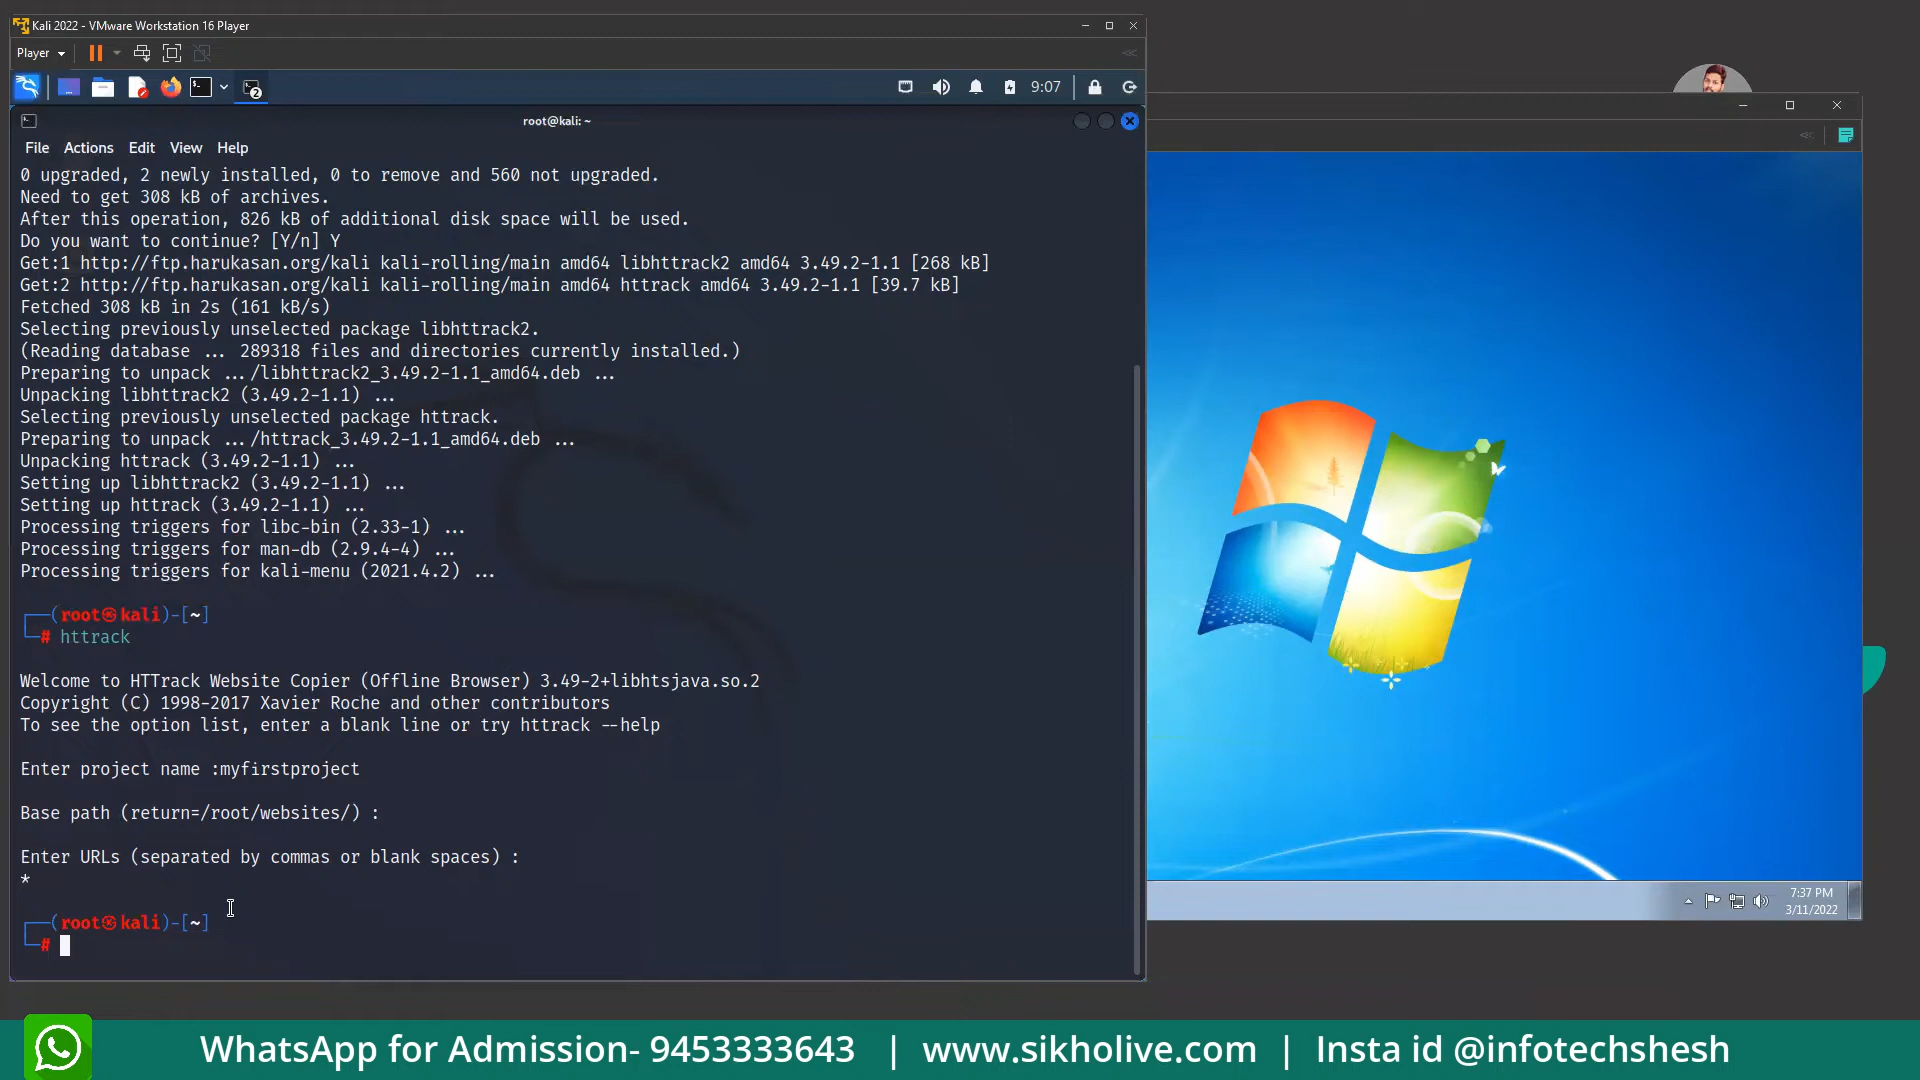 Kali 2022 - VMware Workstation 16 Player
Player
2
9:07
root@kali: ~
File Actions Edit View Help
0 upgraded, 2 newly installed, 0 to remove and 560 not upgraded.
Need to get 308 kB of archives.
After this operation, 826 kB of additional disk space will be used.
Do you want to continue? [Y/n] Y
Get:1 http://ftp.harukasan.org/kali kali-rolling/main amd64 libhttrack2 amd64 3.49.2-1.1 [268 kB]
Get:2 http://ftp.harukasan.org/kali kali-rolling/main amd64 httrack amd64 3.49.2-1.1 [39.7 kB]
Fetched 308 kB in 2s (161 kB/s)
Selecting previously unselected package libhttrack2.
(Reading database ... 289318 files and directories currently installed.)
Preparing to unpack .../libhttrack2_3.49.2-1.1_amd64.deb ...
Unpacking libhttrack2 (3.49.2-1.1) ...
Selecting previously unselected package httrack.
Preparing to unpack .../httrack_3.49.2-1.1_amd64.deb ...
Unpacking httrack (3.49.2-1.1) ...
Setting up libhttrack2 (3.49.2-1.1) ...
Setting up httrack (3.49.2-1.1) ...
Processing triggers for libc-bin (2.33-1) ...
Processing triggers for man-db (2.9.4-4) ...
Processing triggers for kali-menu (2021.4.2) ...
┌──(root㉿kali)-[~]
└─# httrack
Welcome to HTTrack Website Copier (Offline Browser) 3.49-2+libhtsjava.so.2
Copyright (C) 1998-2017 Xavier Roche and other contributors
To see the option list, enter a blank line or try httrack --help
Enter project name :myfirstproject
Base path (return=/root/websites/) :
Enter URLs (separated by commas or blank spaces) :
*
┌──(root㉿kali)-[~]
└─#
7:37 PM
3/11/2022
WhatsApp for Admission- 9453333643 | www.sikholive.com | Insta id @infotechshesh